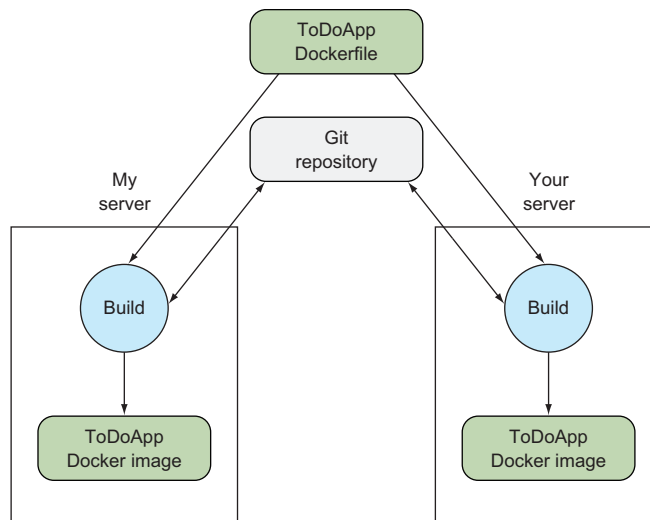 ToDoApp
Dockerfile
Git
repository
My
server
Your
server
Build
Build
ToDoApp
Docker image
ToDoApp
Docker image